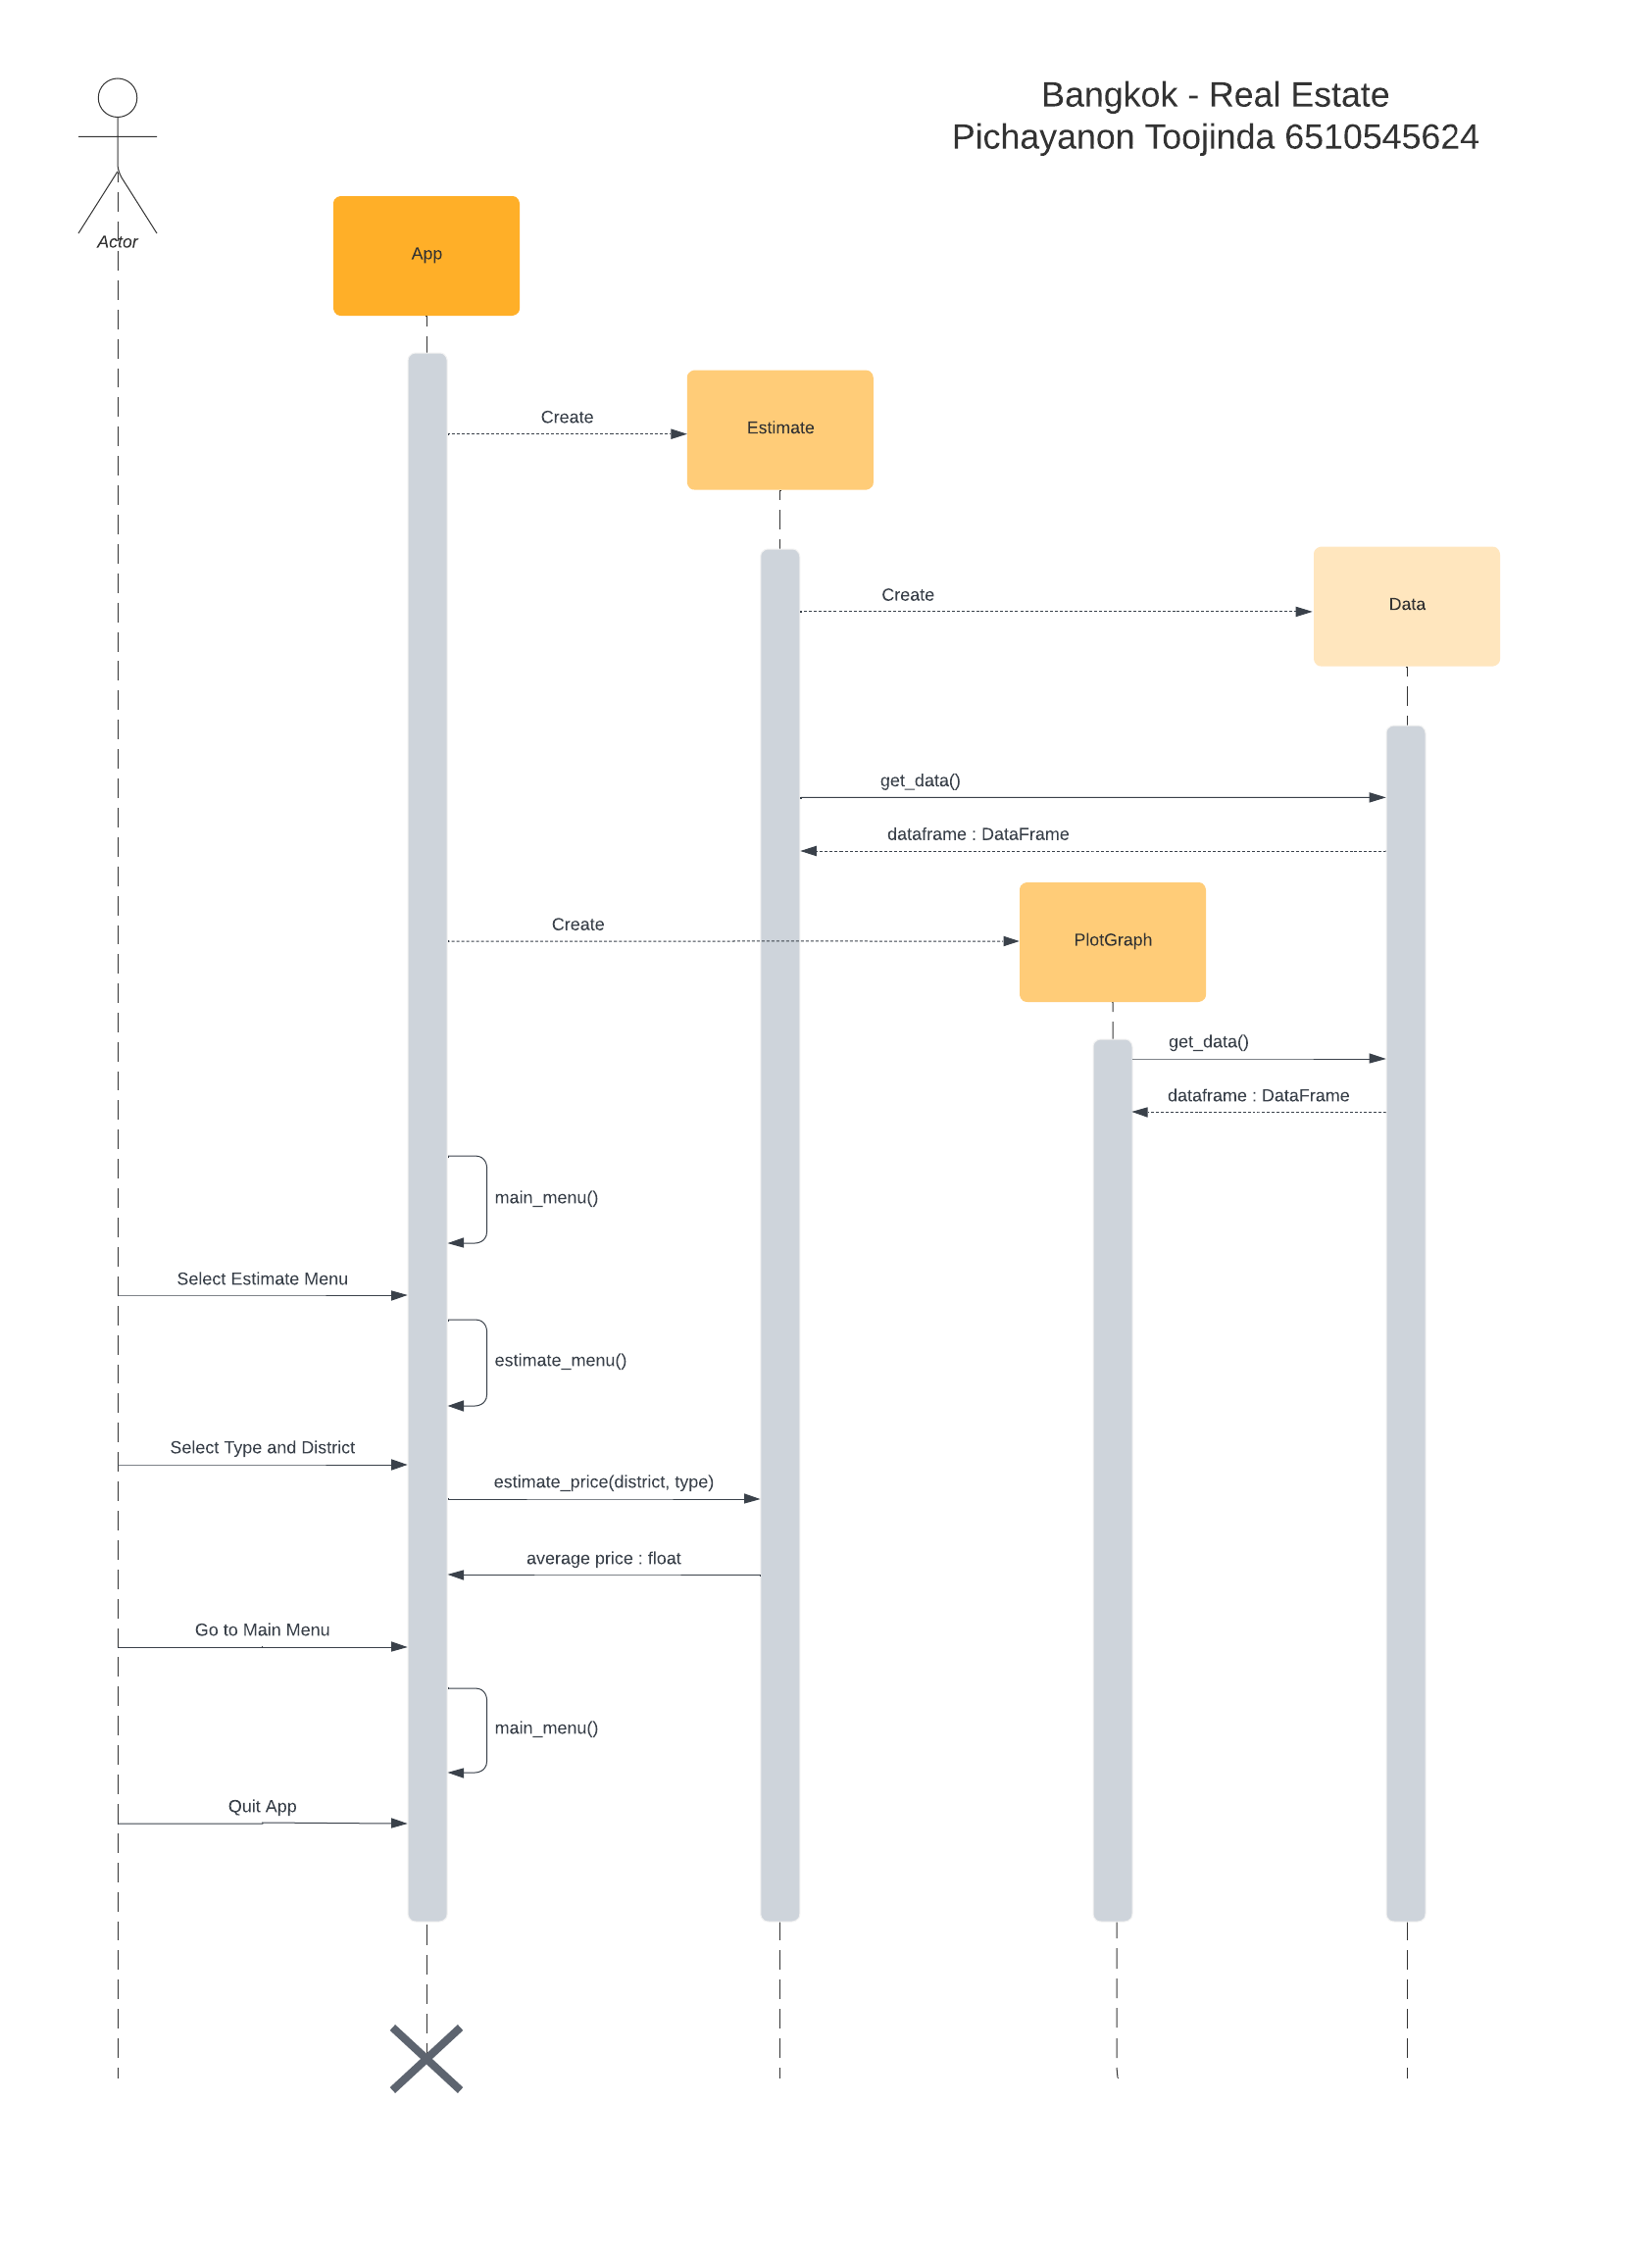 Bangkok - Real Estate
Pichayanon Toojinda 6510545624
Actor
App
Create
Estimate
Create
Data
get_data()
dataframe : DataFrame
Create
PlotGraph
get_data()
dataframe : DataFrame
main_menu()
Select Estimate Menu
estimate_menu()
Select Type and District
estimate_price(district, type)
average price : float
Go to Main Menu
main_menu()
Quit App